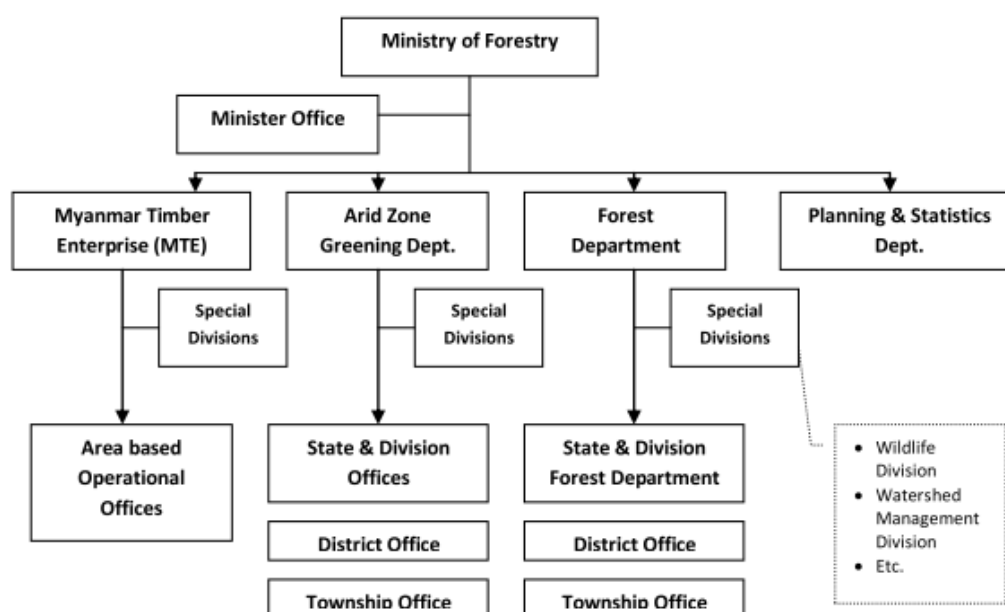 Ministry of Forestry
Minister Office
Myanmar Timber
Enterprise (MTE)
Arid Zone
Greening Dept.
Forest
Department
Planning & Statistics
Dept.
Special
Divisions
Special
Divisions
Special
Divisions
Area based
Operational
Offices
State & Division
Offices
State & Division
Forest Department
• Wildlife
Division
• Watershed
Management
Division
• Etc.
District Office
District Office
Township Office
Township Office